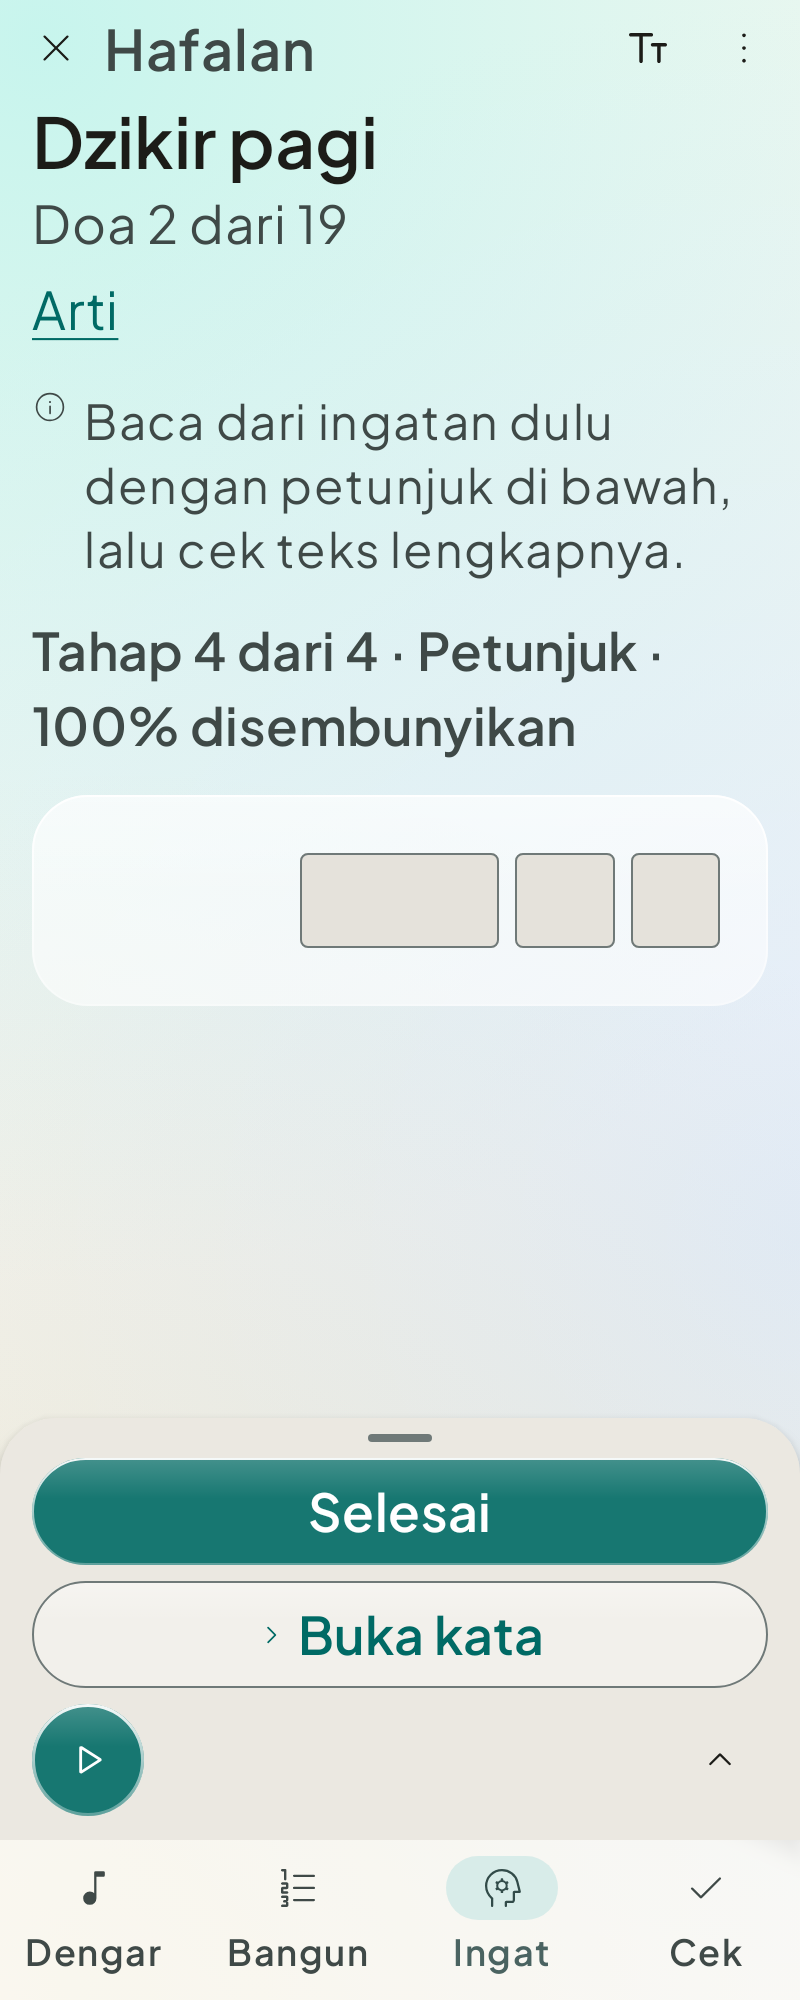 Hafalan
Dzikir pagi
Doa 2 dari 19
Arti
Baca dari ingatan dulu
dengan petunjuk di bawah,
lalu cek teks lengkapnya.
Tahap 4 dari 4 · Petunjuk ·
100% disembunyikan
Selesai
Buka kata
Dengar
Bangun
Ingat
Cek